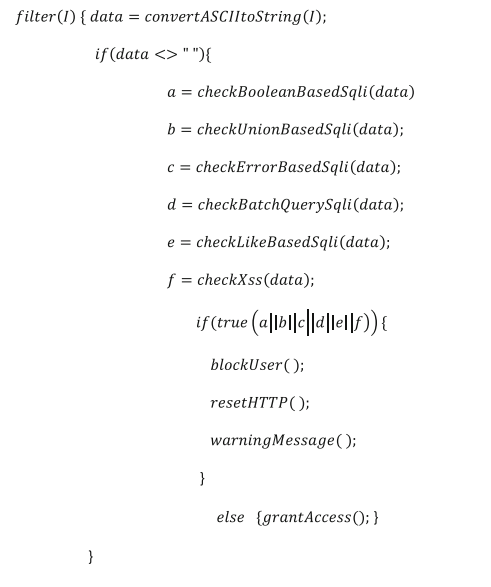 filter(I) { data = convertASCIItoString(I);
if(data <> " "){
a = checkBooleanBasedSqli(data)
b = checkUnionBasedSqli(data);
c = checkErrorBasedSqli(data);
d = checkBatchQuerySqli(data);
e = checkLikeBasedSqli(data);
f = checkXss(data);
if(true (a||b||c||d||e||f)) {
blockUser( );
resetHTTP( );
warningMessage( );
}
else {grantAccess(); }
}